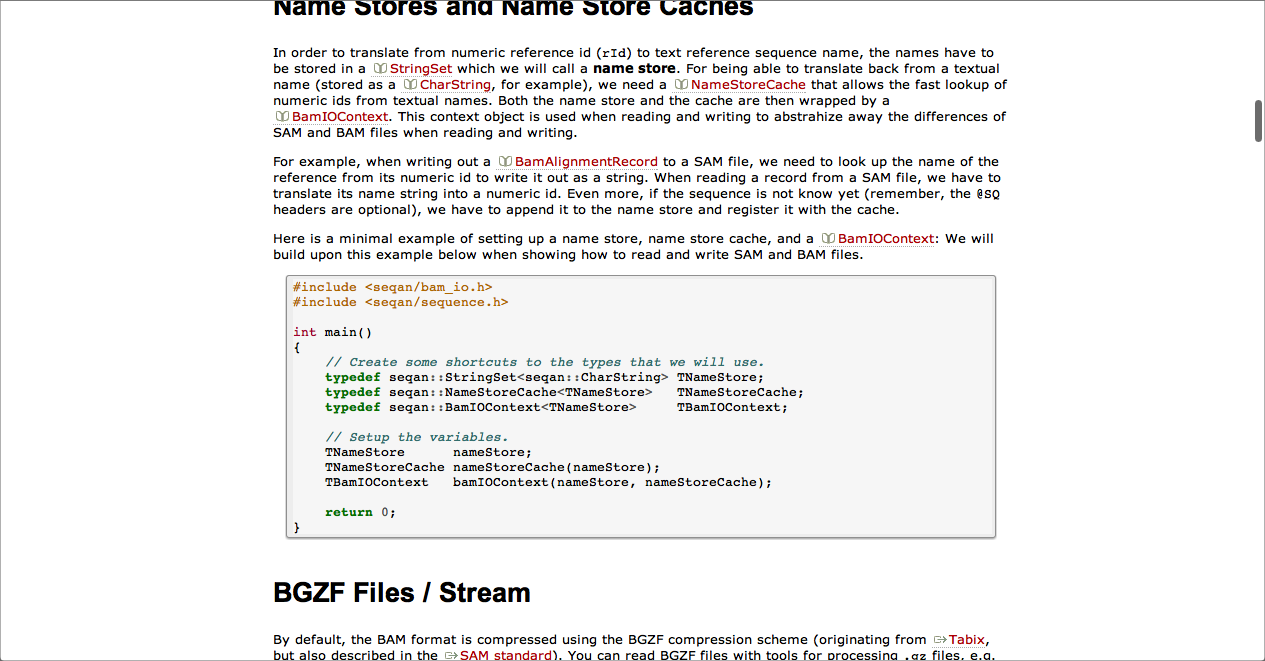 Name Stores and Name Store Caches
In order to translate from numeric reference id (rId) to text reference sequence name, the names have to
be stored in a StringSet which we will call a name store. For being able to translate back from a textual
name (stored as a CharString, for example), we need a NameStoreCache that allows the fast lookup of
numeric ids from textual names. Both the name store and the cache are then wrapped by a
BamIOContext. This context object is used when reading and writing to abstrahize away the differences of
SAM and BAM files when reading and writing.
For example, when writing out a BamAlignmentRecord to a SAM file, we need to look up the name of the
reference from its numeric id to write it out as a string. When reading a record from a SAM file, we have to
translate its name string into a numeric id. Even more, if the sequence is not know yet (remember, the @SQ
headers are optional), we have to append it to the name store and register it with the cache.
Here is a minimal example of setting up a name store, name store cache, and a BamIOContext: We will
build upon this example below when showing how to read and write SAM and BAM files.
#include <seqan/bam_io.h>
#include <seqan/sequence.h>
int main()
{
// Create some shortcuts to the types that we will use.
typedef seqan::StringSet<seqan::CharString> TNameStore;
typedef seqan::NameStoreCache<TNameStore> TNameStoreCache;
typedef seqan::BamIOContext<TNameStore> TBamIOContext;
// Setup the variables.
TNameStore nameStore;
TNameStoreCache nameStoreCache(nameStore);
TBamIOContext bamIOContext(nameStore, nameStoreCache);
return 0;
}
BGZF Files / Stream
By default, the BAM format is compressed using the BGZF compression scheme (originating from Tabix,
but also described in the SAM standard). You can read BGZF files with tools for processing .gz files, e.g.